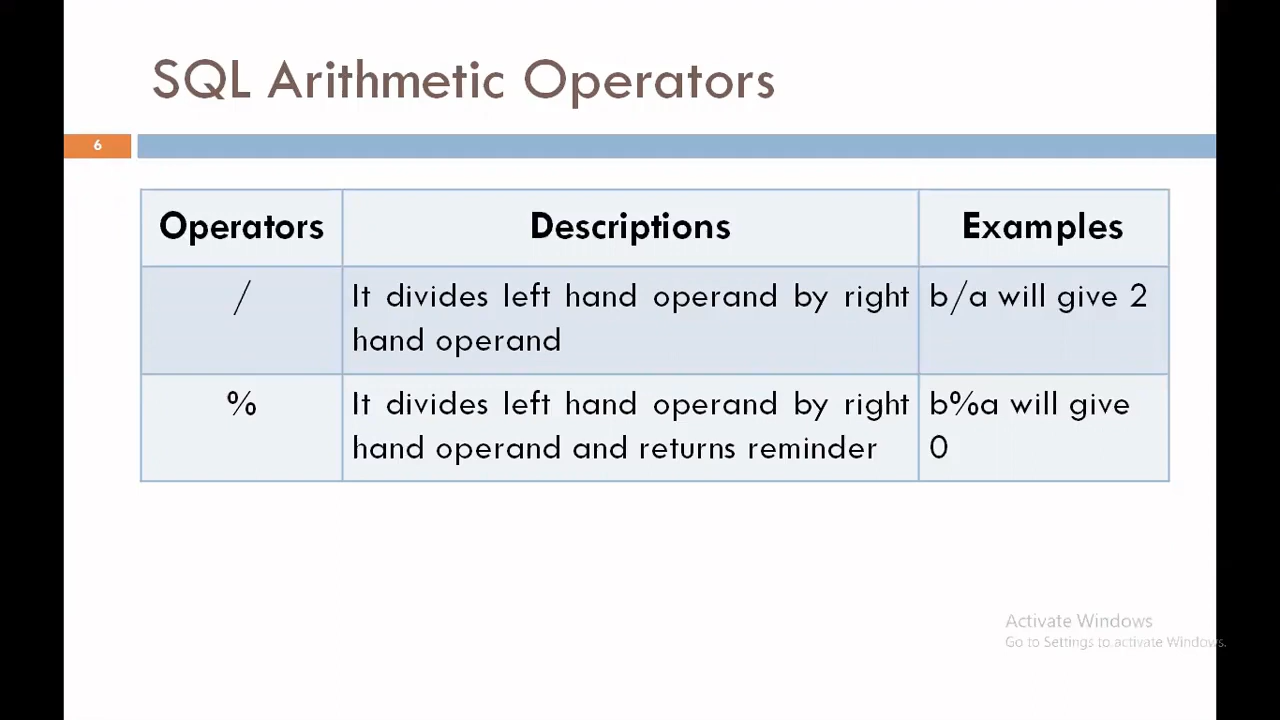 SQL Arithmetic Operators
6
Operators Descriptions Examples
/ It divides left hand operand by right b/a will give 2
hand operand
% It divides left hand operand by right b%a will give
hand operand and returns reminder 0
Activate Windows
Go to Settings to activate Windows.